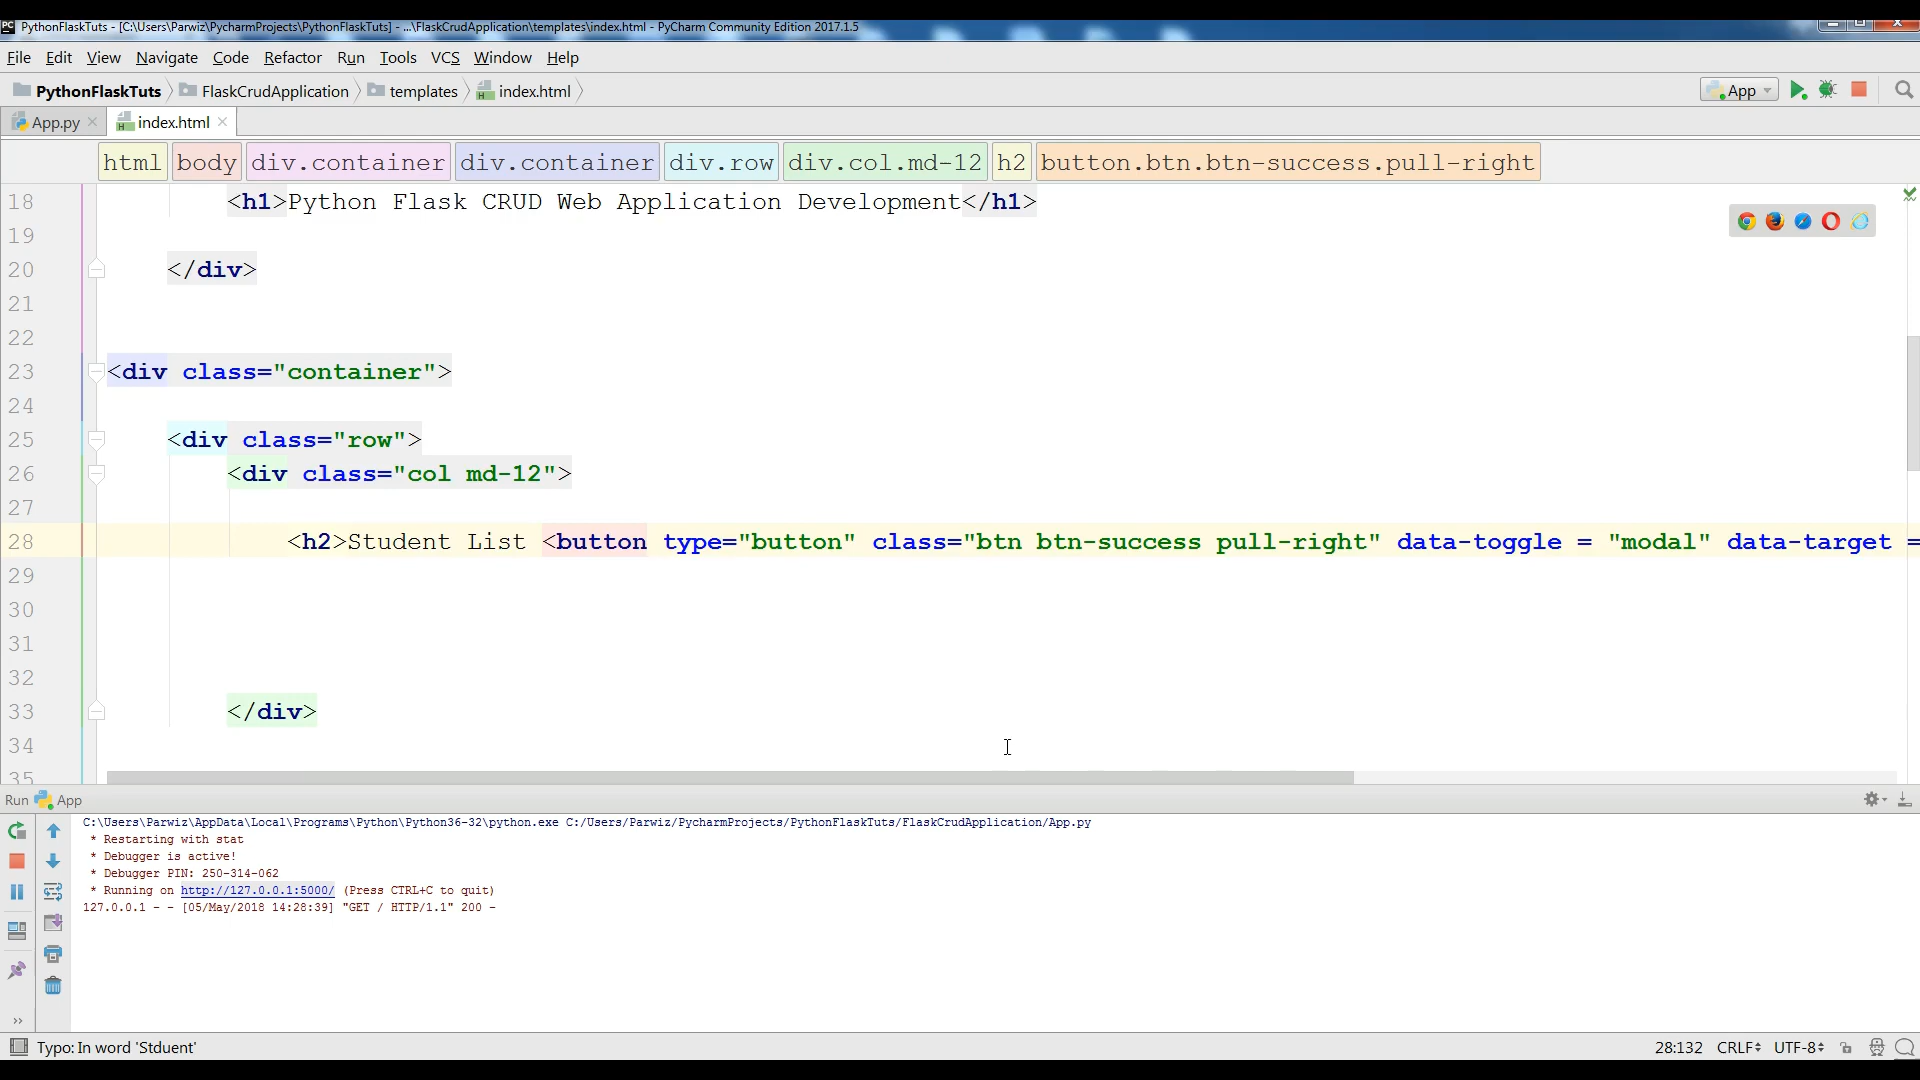 PythonFlaskTuts - [C:\Users\Parwiz\PycharmProjects\PythonFlaskTuts] - ...\FlaskCrudApplication\templates\index.html - PyCharm Community Edition 2017.1.5
File Edit View Navigate Code Refactor Run Tools VCS Window Help
PythonFlaskTuts FlaskCrudApplication templates index.html App
App.py index.html
html body div.container div.container div.row div.col.md-12 h2 button.btn.btn-success.pull-right
18 <h1>Python Flask CRUD Web Application Development</h1>
19
20 </div>
21
22
23 <div class="container">
24
25 <div class="row">
26 <div class="col md-12">
27
28 <h2>Student List <button type="button" class="btn btn-success pull-right" data-toggle = "modal" data-target =
29
30
31
32
33 </div>
34
35
Run App
C:\Users\Parwiz\AppData\Local\Programs\Python\Python36-32\python.exe C:/Users/Parwiz/PycharmProjects/PythonFlaskTuts/FlaskCrudApplication/App.py
* Restarting with stat
* Debugger is active!
* Debugger PIN: 250-314-062
* Running on http://127.0.0.1:5000/ (Press CTRL+C to quit)
127.0.0.1 - - [05/May/2018 14:28:39] "GET / HTTP/1.1" 200 -
Typo: In word 'Stduent' 28:132 CRLF UTF-8